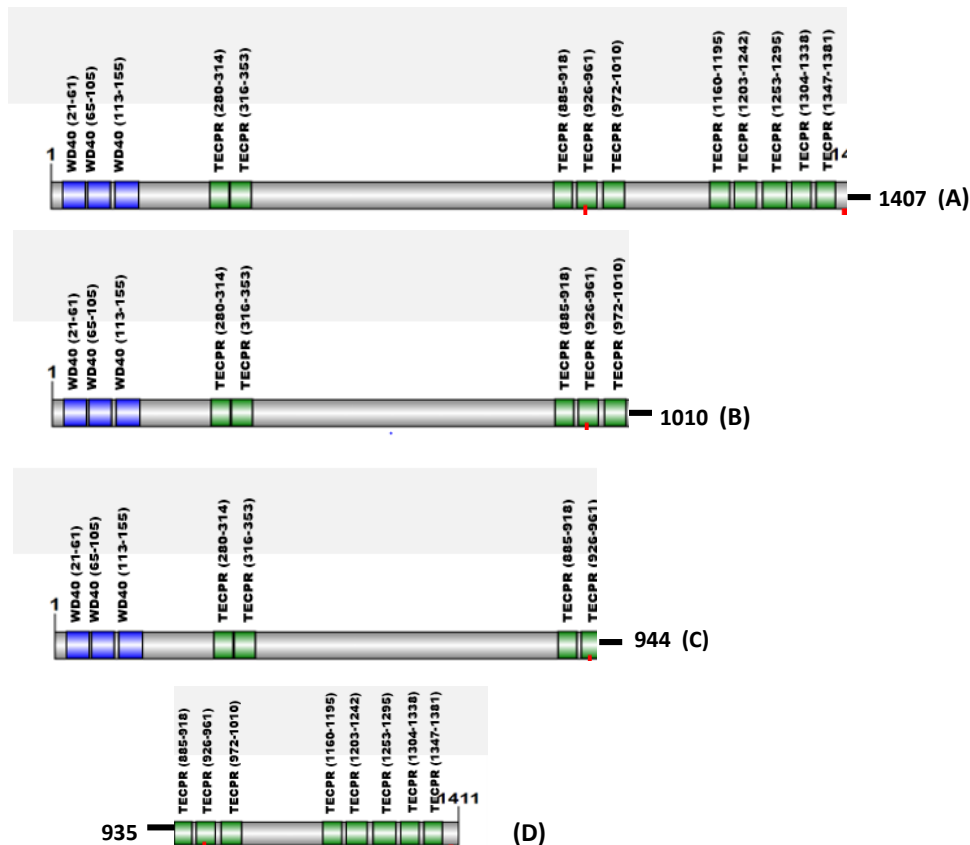 WD40 (21-61)
WD40 (65-105)
WD40 (113-155)
TECPR (280-314)
TECPR (316-353)
TECPR (885-918)
TECPR (926-961)
TECPR (972-1010)
TECPR (1160-1195)
TECPR (1203-1242)
TECPR (1253-1295)
TECPR (1304-1338)
TECPR (1347-1381)
1
14
1407 (A)
WD40 (21-61)
WD40 (65-105)
WD40 (113-155)
TECPR (280-314)
TECPR (316-353)
TECPR (885-918)
TECPR (926-961)
TECPR (972-1010)
1
1010 (B)
WD40 (21-61)
WD40 (65-105)
WD40 (113-155)
TECPR (280-314)
TECPR (316-353)
TECPR (885-918)
TECPR (926-961)
1
944 (C)
TECPR (885-918)
TECPR (926-961)
TECPR (972-1010)
TECPR (1160-1195)
TECPR (1203-1242)
TECPR (1253-1295)
TECPR (1304-1338)
TECPR (1347-1381)
1411
935 (D)